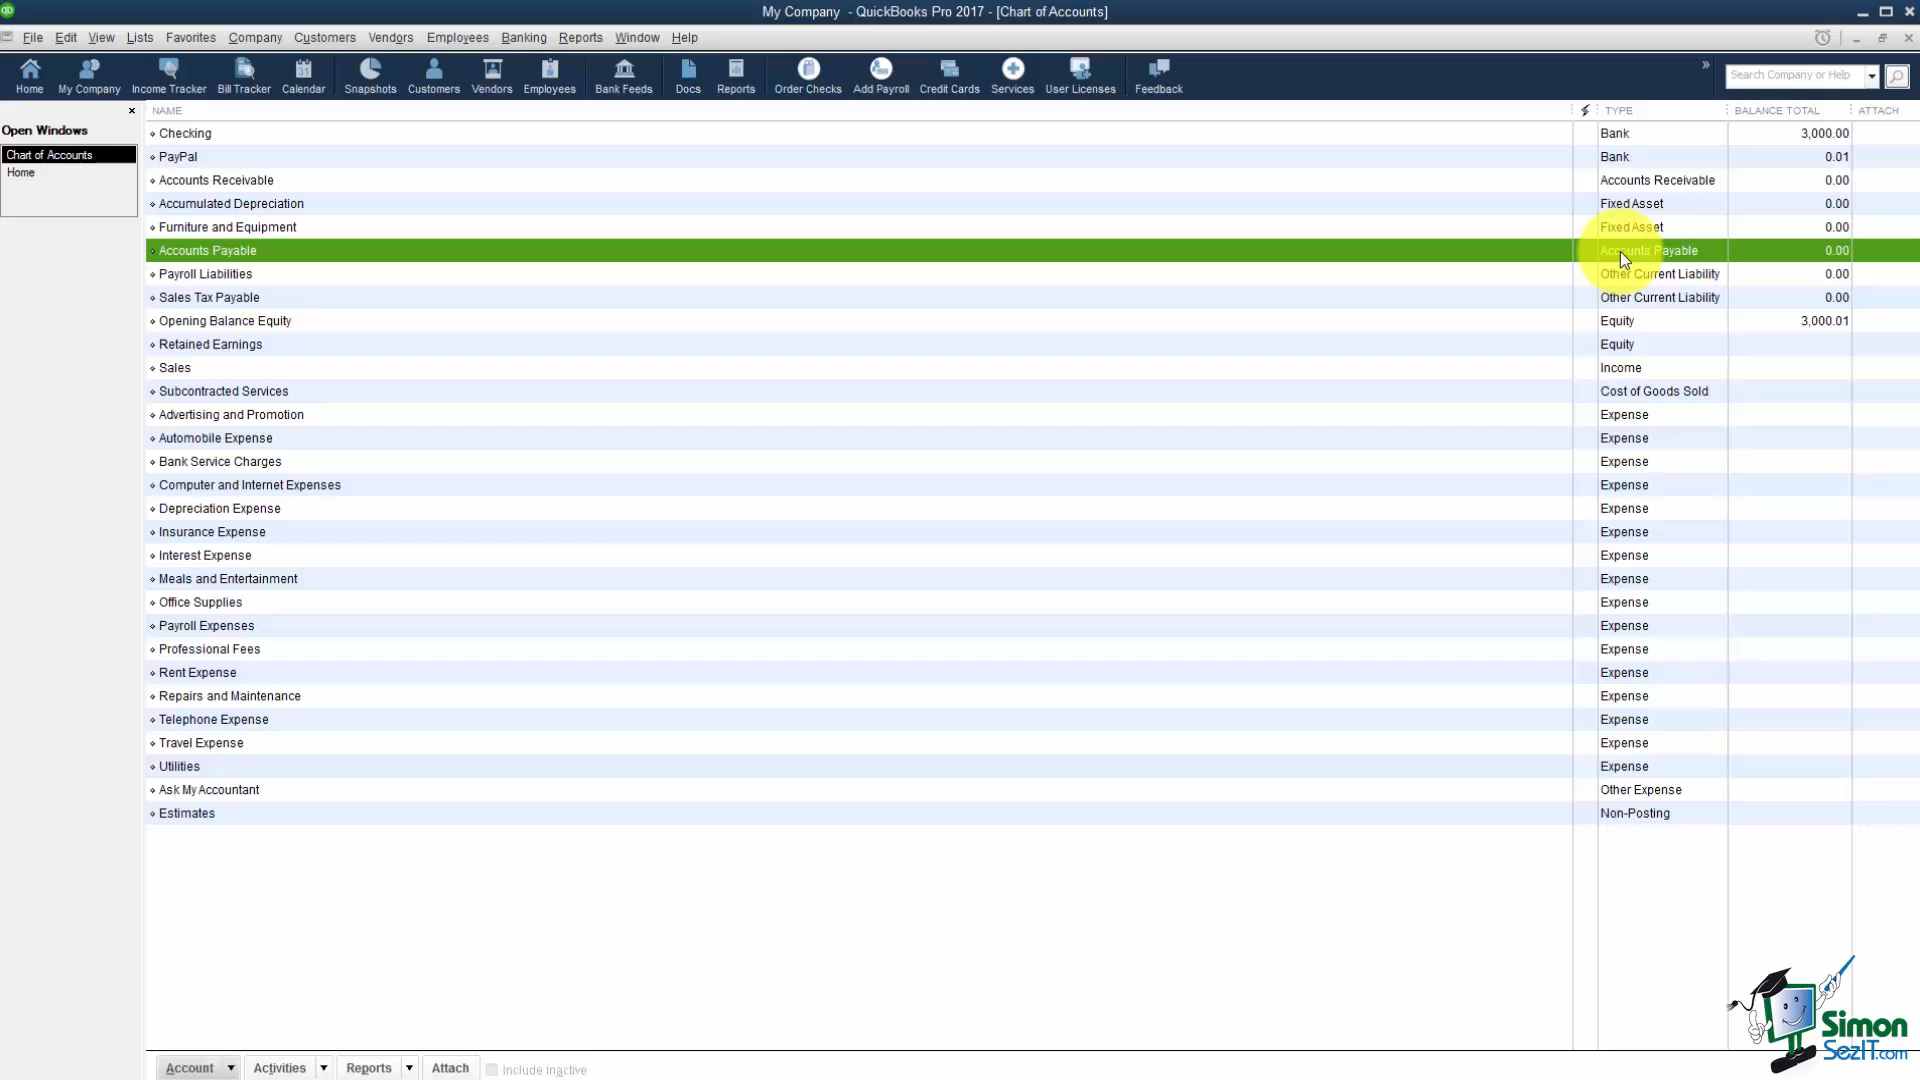 My Company - QuickBooks Pro 2017 - [Chart of Accounts]
File Edit View Lists Favorites Company Customers Vendors Employees Banking Reports Window Help
Home My Company Income Tracker Bill Tracker Calendar Snapshots Customers Vendors Employees Bank Feeds Docs Reports Order Checks Add Payroll Credit Cards Services User Licenses Feedback » Search Company or Help
Open Windows
Chart of Accounts
Home
NAME TYPE BALANCE TOTAL ATTACH
Checking Bank 3,000.00
PayPal Bank 0.01
Accounts Receivable Accounts Receivable 0.00
Accumulated Depreciation Fixed Asset 0.00
Furniture and Equipment Fixed Asset 0.00
Accounts Payable Accounts Payable 0.00
Payroll Liabilities Other Current Liability 0.00
Sales Tax Payable Other Current Liability 0.00
Opening Balance Equity Equity 3,000.01
Retained Earnings Equity
Sales Income
Subcontracted Services Cost of Goods Sold
Advertising and Promotion Expense
Automobile Expense Expense
Bank Service Charges Expense
Computer and Internet Expenses Expense
Depreciation Expense Expense
Insurance Expense Expense
Interest Expense Expense
Meals and Entertainment Expense
Office Supplies Expense
Payroll Expenses Expense
Professional Fees Expense
Rent Expense Expense
Repairs and Maintenance Expense
Telephone Expense Expense
Travel Expense Expense
Utilities Expense
Ask My Accountant Other Expense
Estimates Non-Posting
Account Activities Reports Attach Include inactive
Simon
SezIT.com